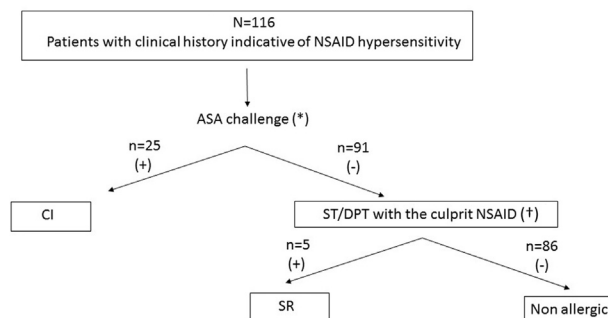 N=116
Patients with clinical history indicative of NSAID hypersensitivity
ASA challenge (*)
n=25
(+)
n=91
(-)
CI
ST/DPT with the culprit NSAID (†)
n=5
(+)
n=86
(-)
SR
Non allergic